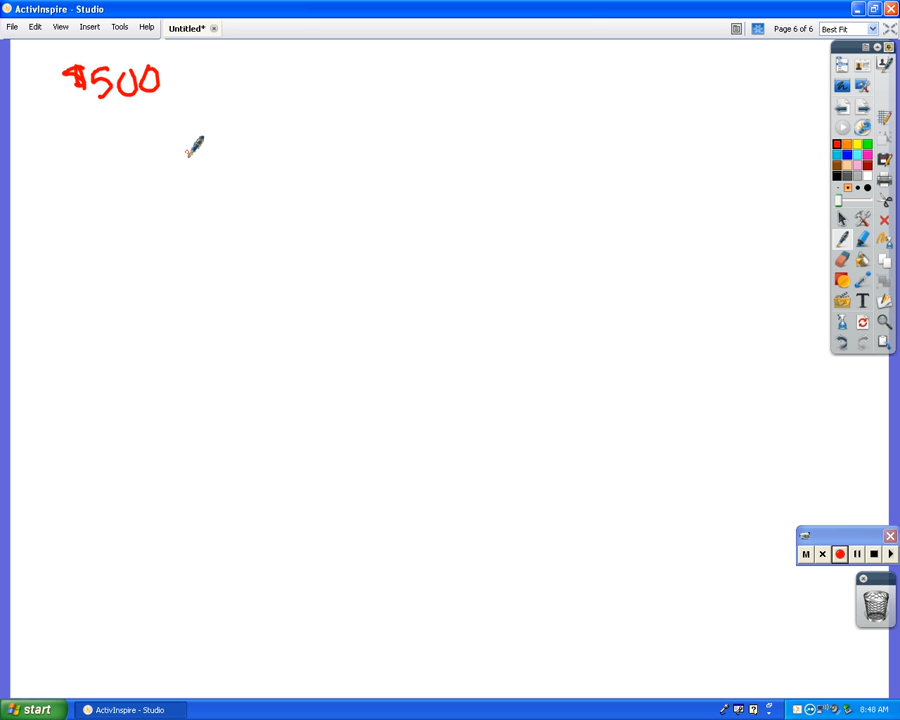 ActivInspire - Studio
File Edit View Insert Tools Help Untitled* Page 6 of 6 Best Fit
$500
T
M
start ActivInspire - Studio 8:48 AM